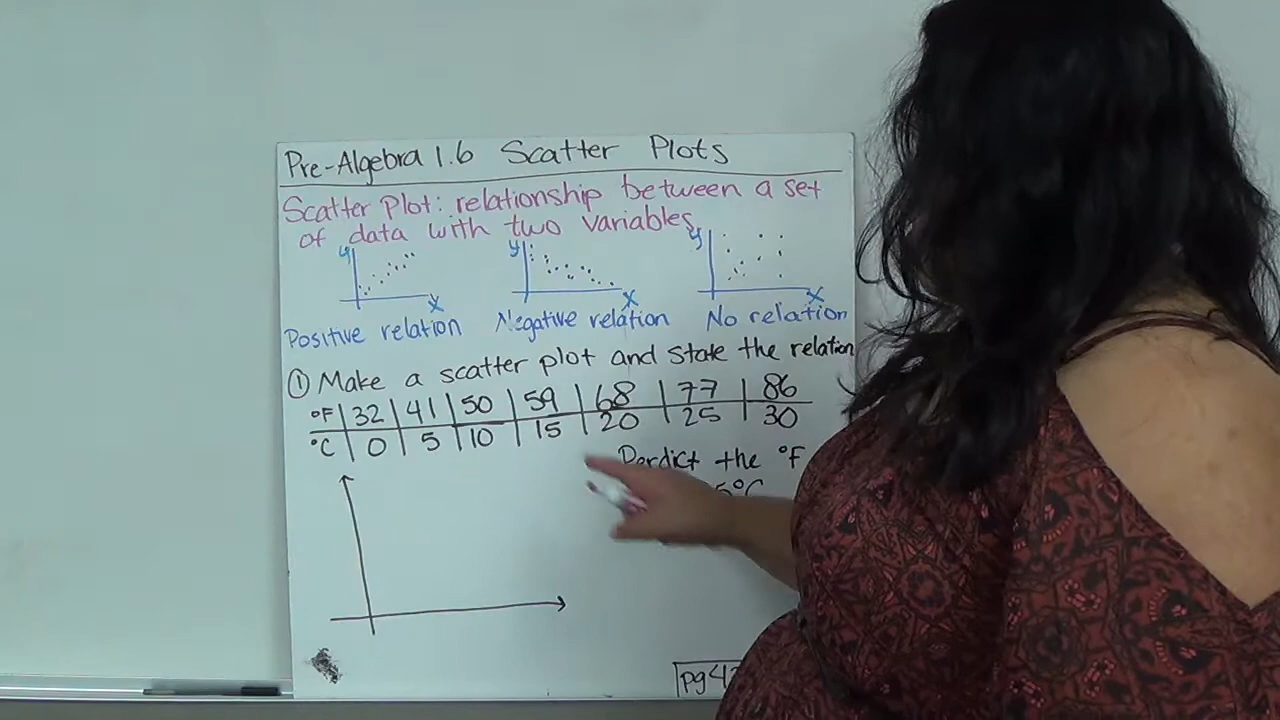 Pre-Algebra 1.6 Scatter Plots
Scatter Plot: relationship between a set
of data with two variables
y x y x y x
Positive relation Negative relation No relation
① Make a scatter plot and state the relation
°F 32 41 50 59 68 77 86
°C 0 5 10 15 20 25 30
Perdict the °F
5°C